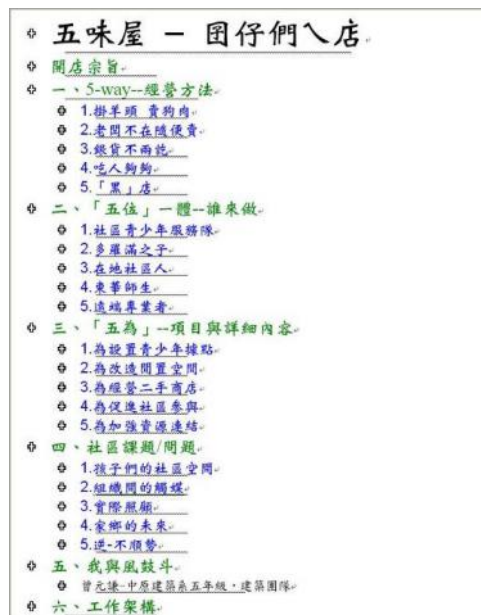 五味屋 － 囝仔們ㄟ店
開店宗旨
一、5-way--經營方法
1.掛羊頭 賣狗肉
2.老闆不在隨便賣
3.銀貨不兩訖
4.吃人夠夠
5.「黑」店
二、「五位」一體--誰來做
1.社區青少年服務隊
2.多羅滿之子
3.在地社區人
4.東華師生
5.遠端專業者
三、「五為」--項目與詳細內容
1.為設置青少年據點
2.為改造閒置空間
3.為經營二手商店
4.為促進社區參與
5.為加強資源連結
四、社區課題/問題
1.孩子們的社區空間
2.組織間的觸媒
3.實際照顧
4.家鄉的未來
5.逆-不順勢
五、我與風鼓斗
曾元謙-中原建築系五年級，建築團隊
六、工作架構